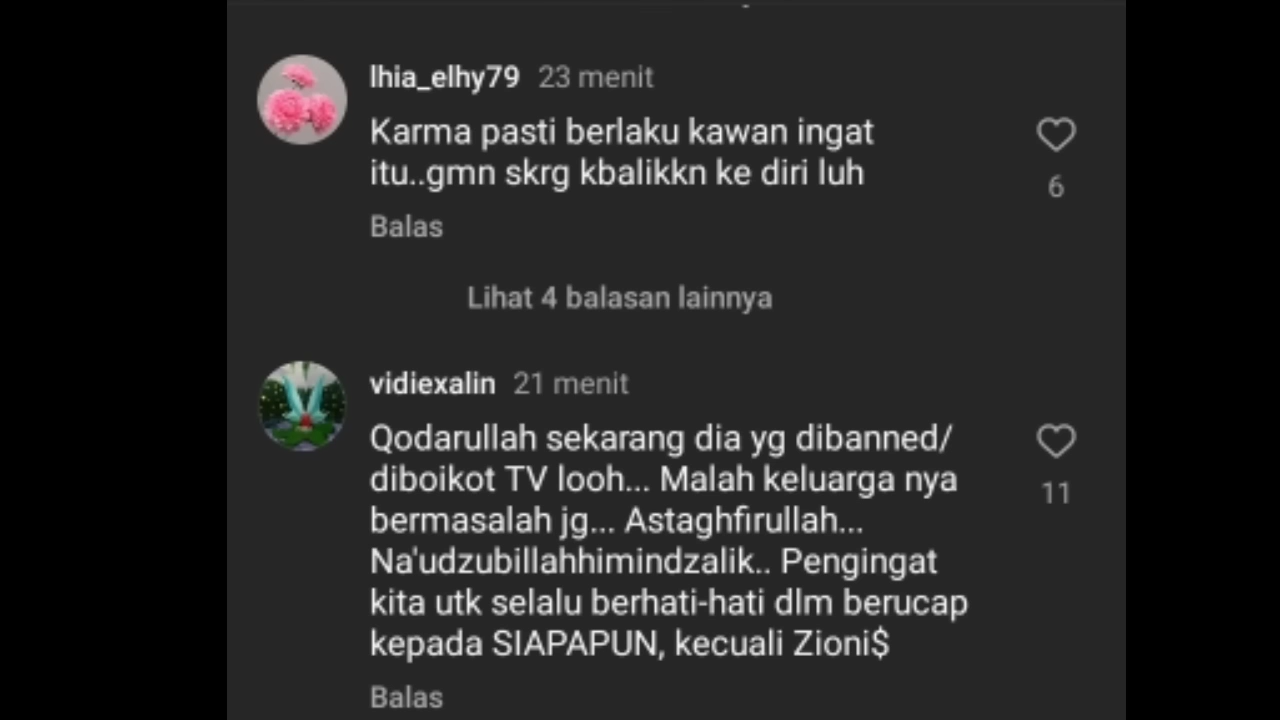 lhia_elhy79 23 menit
Karma pasti berlaku kawan ingat
itu..gmn skrg kbalikkn ke diri luh
6
Balas
Lihat 4 balasan lainnya
vidiexalin 21 menit
Qodarullah sekarang dia yg dibanned/
diboikot TV looh... Malah keluarga nya
bermasalah jg... Astaghfirullah...
Na'udzubillahhimindzalik.. Pengingat
kita utk selalu berhati-hati dlm berucap
kepada SIAPAPUN, kecuali Zioni$
11
Balas